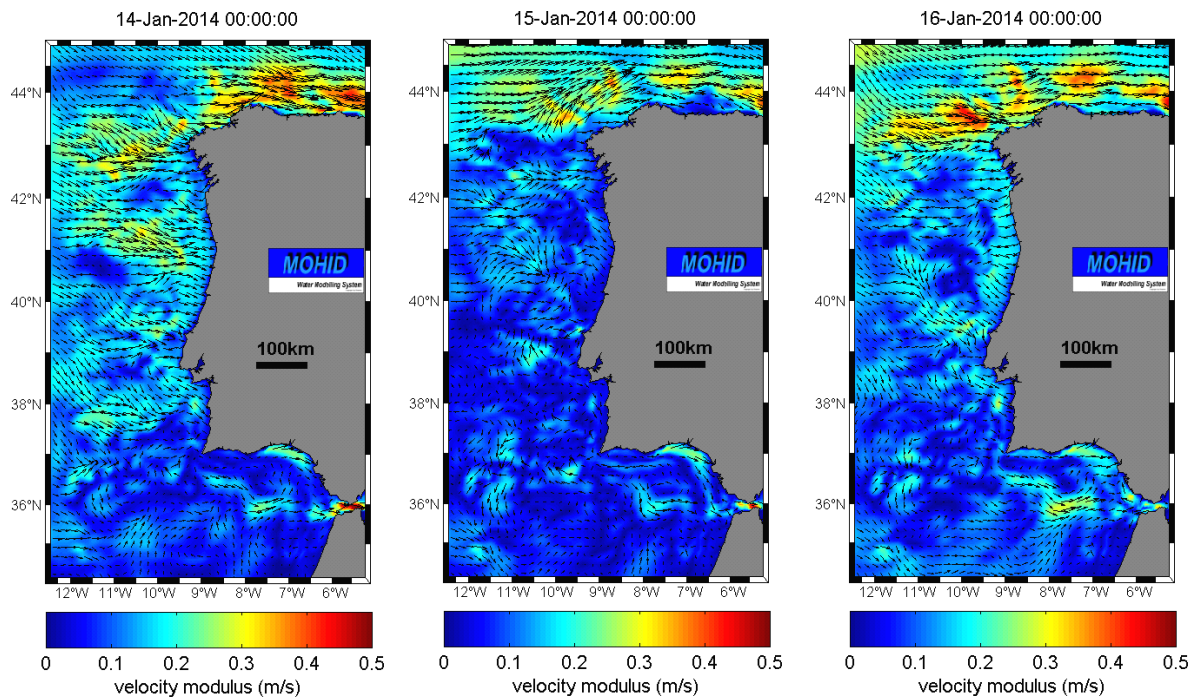 14-Jan-2014 00:00:00
15-Jan-2014 00:00:00
16-Jan-2014 00:00:00
44°N
42°N
40°N
38°N
36°N
12°W 11°W 10°W 9°W 8°W 7°W 6°W
MOHID
Water Modelling System
100km
0 0.1 0.2 0.3 0.4 0.5
velocity modulus (m/s)
44°N
42°N
40°N
38°N
36°N
12°W 11°W 10°W 9°W 8°W 7°W 6°W
MOHID
Water Modelling System
100km
0 0.1 0.2 0.3 0.4 0.5
velocity modulus (m/s)
44°N
42°N
40°N
38°N
36°N
12°W 11°W 10°W 9°W 8°W 7°W 6°W
MOHID
Water Modelling System
100km
0 0.1 0.2 0.3 0.4 0.5
velocity modulus (m/s)